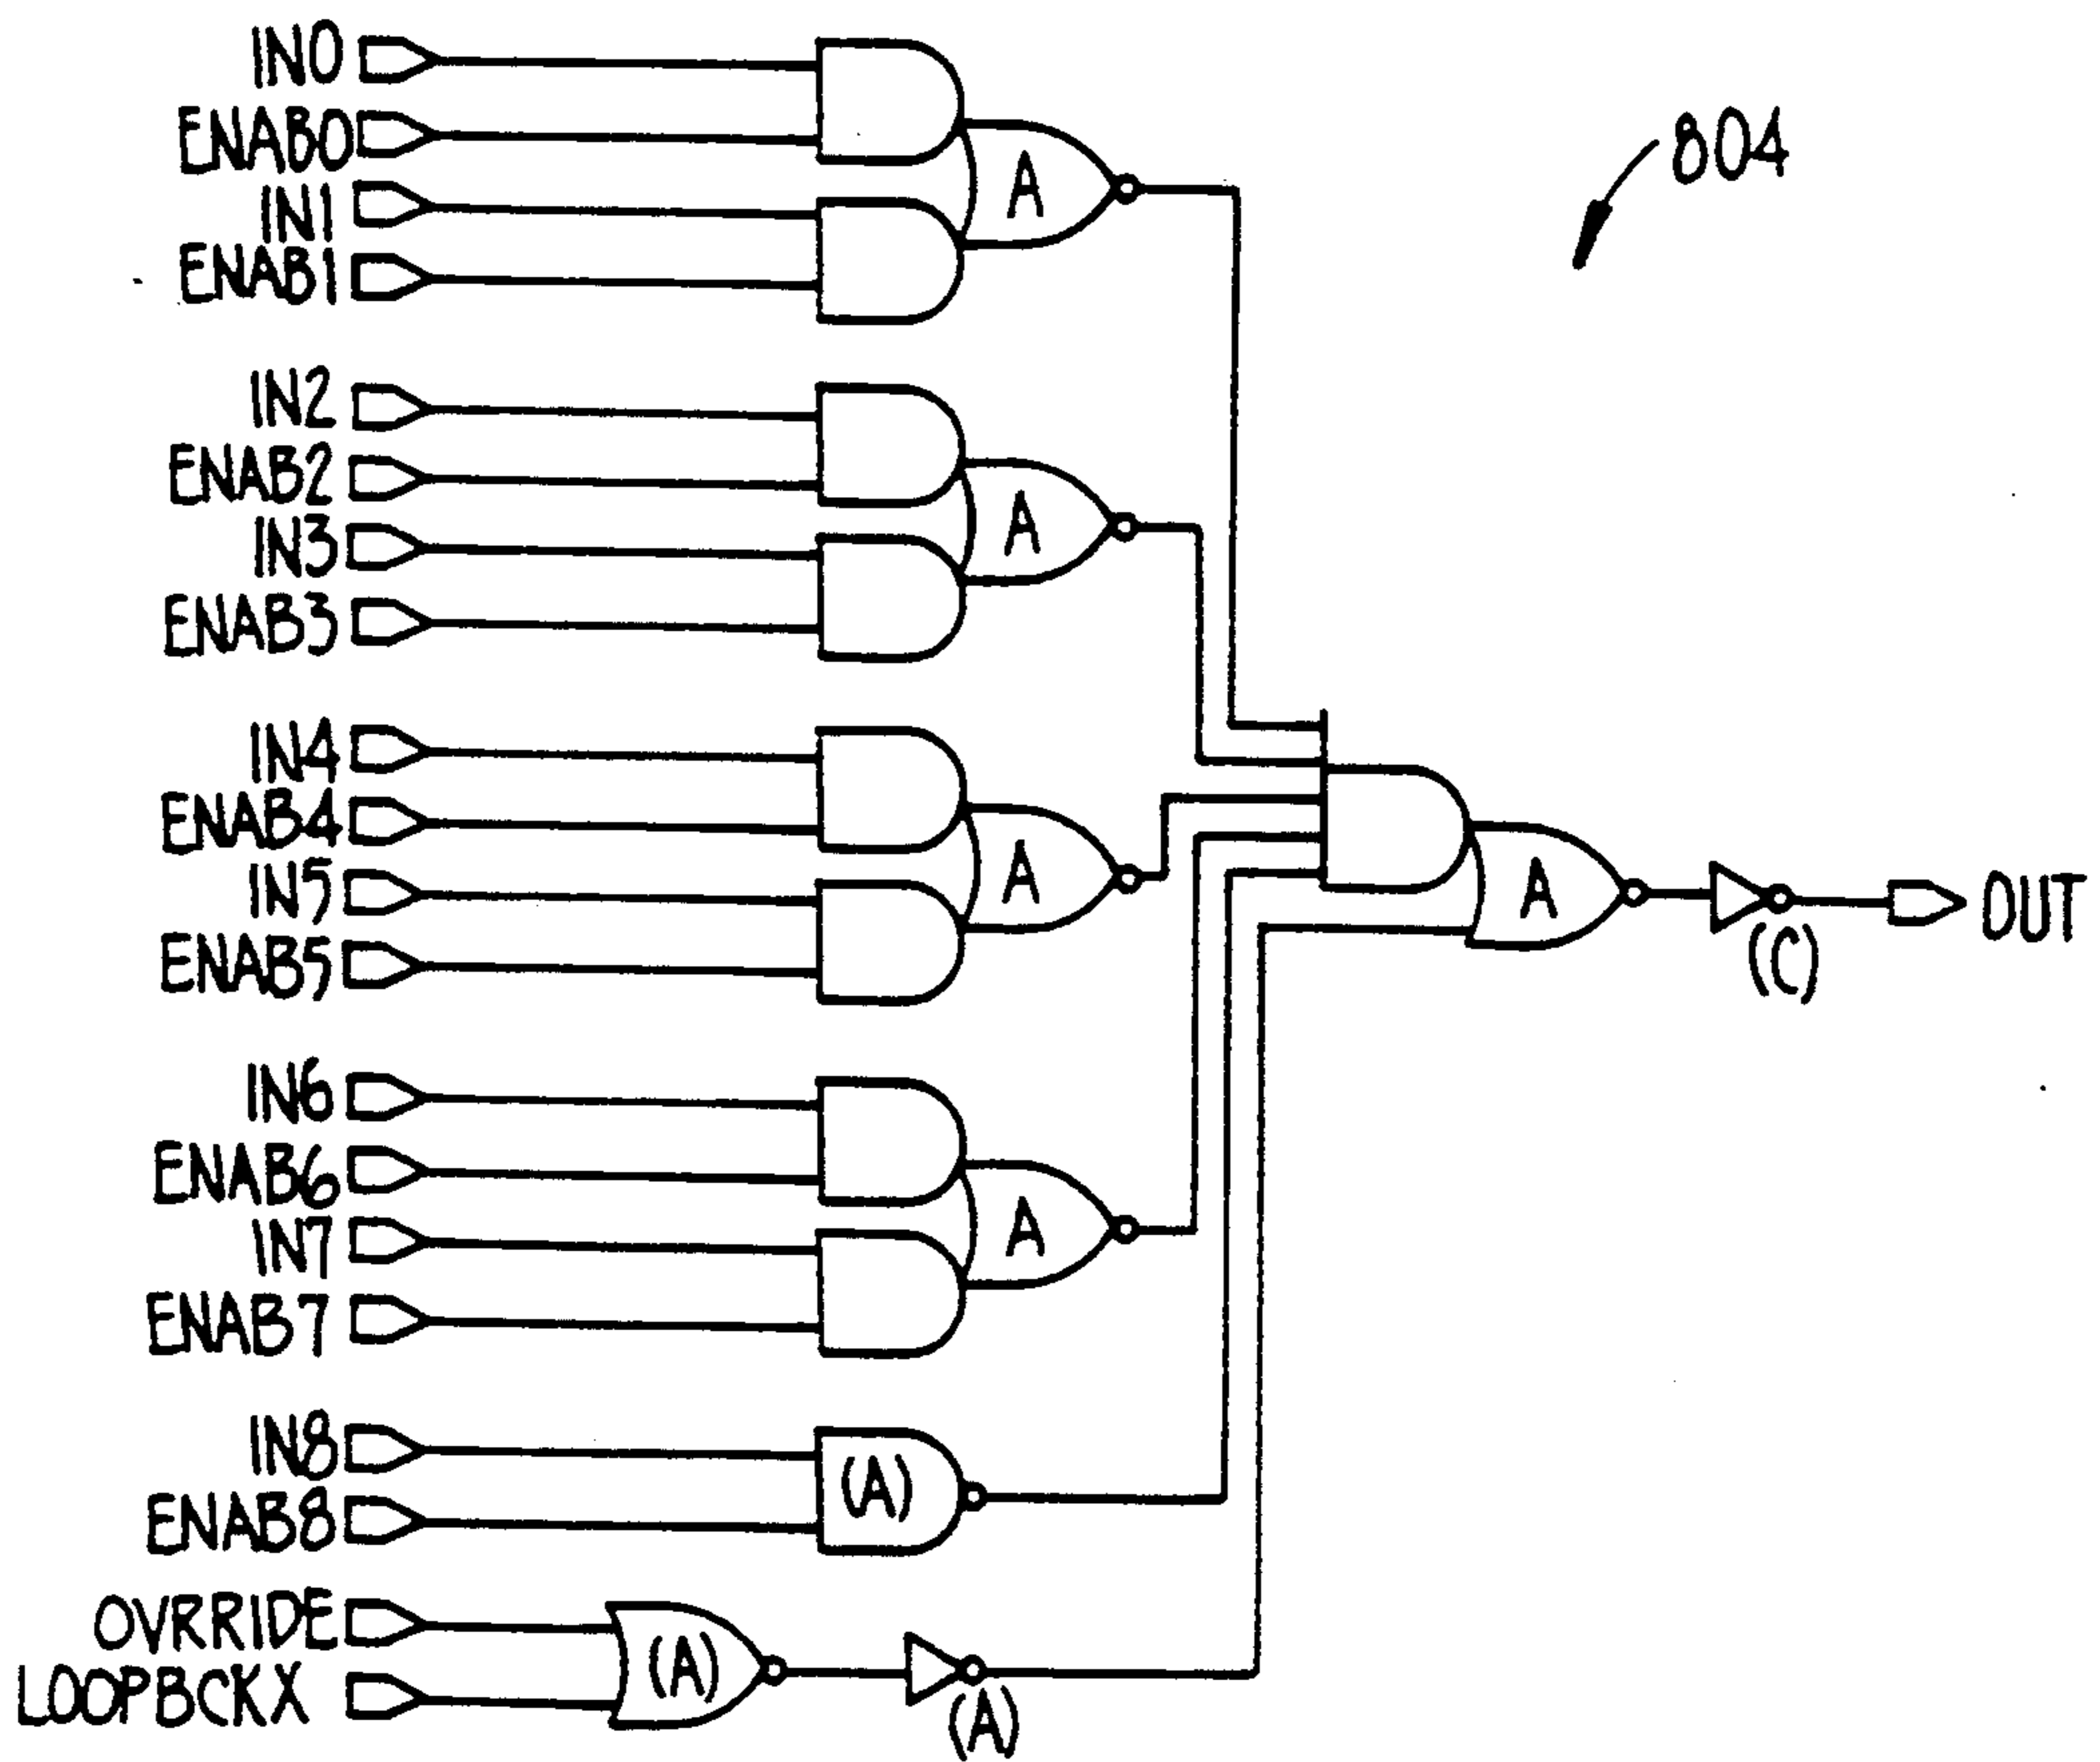 IN0
ENAB0
IN1
ENAB1
804
A
IN2
ENAB2
IN3
ENAB3
A
IN4
ENAB4
IN5
ENAB5
A
A
(C)
OUT
IN6
ENAB6
IN7
ENAB7
A
IN8
ENAB8
(A)
OVRRIDE
LOOPBCKX
(A)
(A)